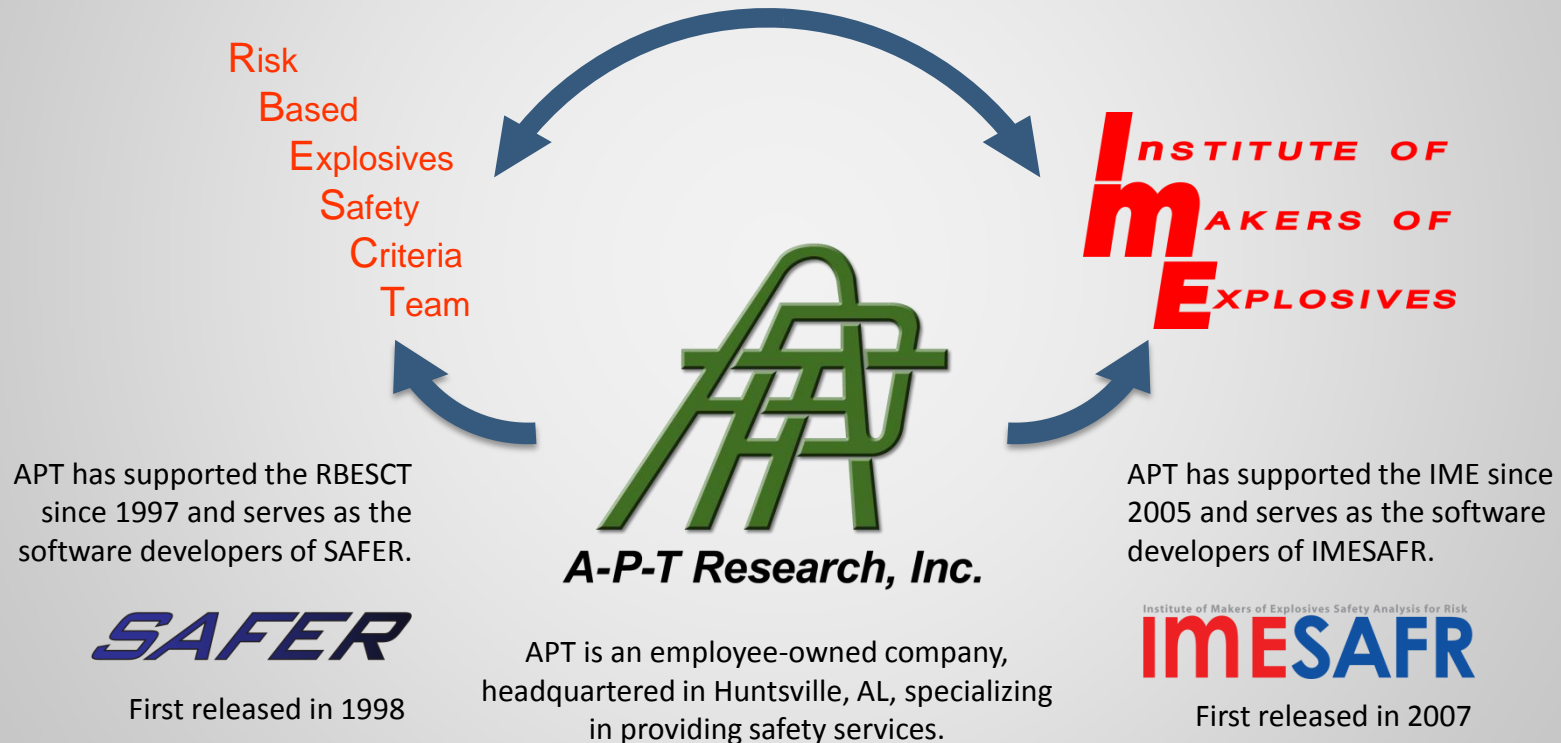 Risk
Based
Explosives
Safety
Criteria
Team
INSTITUTE OF
MAKERS OF
EXPLOSIVES
APT has supported the RBESCT
since 1997 and serves as the
software developers of SAFER.
SAFER
First released in 1998
APT
A-P-T Research, Inc.
APT is an employee-owned company,
headquartered in Huntsville, AL, specializing
in providing safety services.
APT has supported the IME since
2005 and serves as the software
developers of IMESAFR.
Institute of Makers of Explosives Safety Analysis for Risk
IMESAFR
First released in 2007